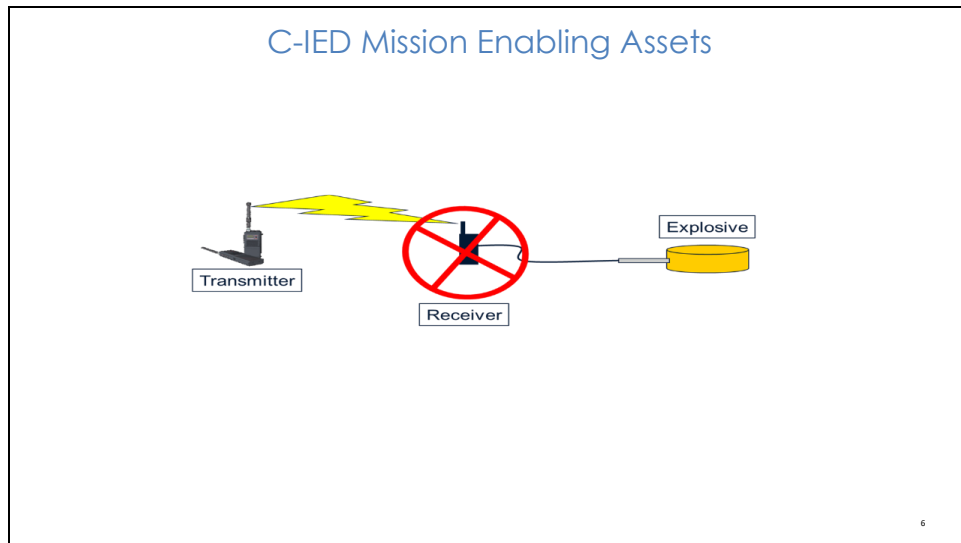 C-IED Mission Enabling Assets
Explosive
Transmitter
Receiver
6